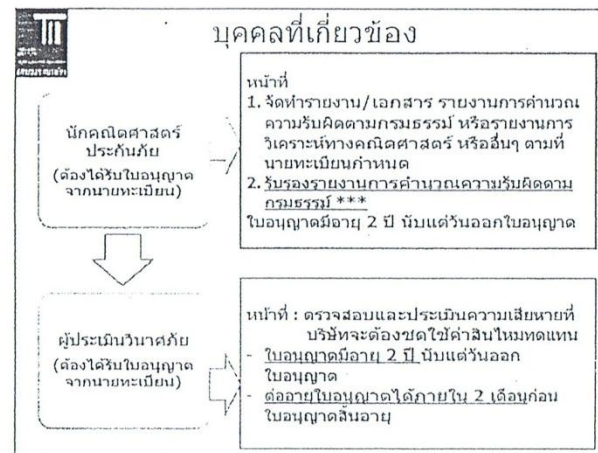 บุคคลที่เกี่ยวข้อง
นักคณิตศาสตร์
ประกันภัย
(ต้องได้รับใบอนุญาต
จากนายทะเบียน)
หน้าที่
1. จัดทำรายงาน/เอกสาร รายงานการคำนวณ
ความรับผิดตามกรมธรรม์ หรือรายงานการ
วิเคราะห์ทางคณิตศาสตร์ หรืออื่นๆ ตามที่
นายทะเบียนกำหนด
2. รับรองรายงานการคำนวณความรับผิดตาม
กรมธรรม์ ***
ใบอนุญาตมีอายุ 2 ปี นับแต่วันออกใบอนุญาต
ผู้ประเมินวินาศภัย
(ต้องได้รับใบอนุญาต
จากนายทะเบียน)
หน้าที่ : ตรวจสอบและประเมินความเสียหายที่
บริษัทจะต้องชดใช้ค่าสินไหมทดแทน
- ใบอนุญาตมีอายุ 2 ปี นับแต่วันออก
ใบอนุญาต
- ต่ออายุใบอนุญาตได้ภายใน 2 เดือนก่อน
ใบอนุญาตสิ้นอายุ